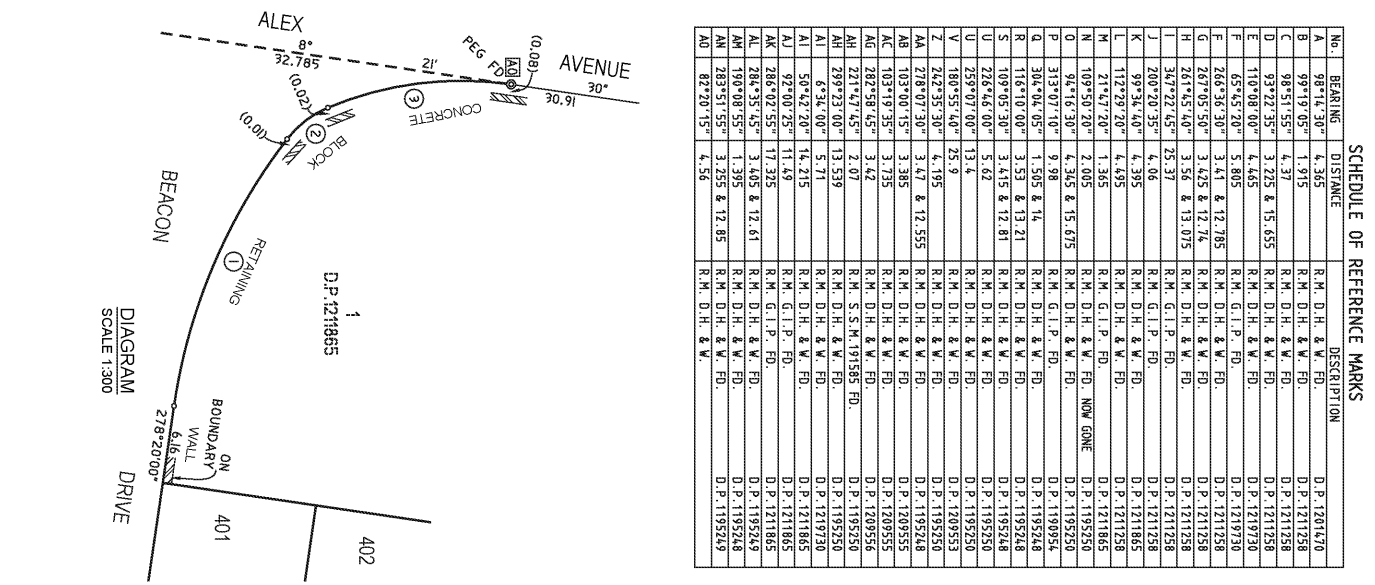 ALEX
AVENUE
8°
21'
30"
32.785
30.91
PEG FD
AO
(0.08)
(0.02)
(0.01)
3
CONCRETE
2
BLOCK
1
RETAINING
BEACON
1
D.P.1211865
DIAGRAM
SCALE 1:300
ON
BOUNDARY
WALL
6.16
278°20'00"
DRIVE
401
402
SCHEDULE OF REFERENCE MARKS
No. BEARING DISTANCE DESCRIPTION
A 98°14'30" 4.365 R.M. D.H. & W. FD. D.P.1201470
B 99°19'05" 1.915 R.M. D.H. & W. FD. D.P.1211258
C 98°51'55" 4.37 R.M. D.H. & W. FD. D.P.1211258
D 93°22'35" 3.225 & 15.655 R.M. D.H. & W. FD. D.P.1211258
E 110°08'00" 4.465 R.M. D.H. & W. FD. D.P.1219730
F 65°45'20" 5.805 R.M. G.I.P. FD. D.P.1219730
F 266°36'30" 3.41 & 12.785 R.M. D.H. & W. FD. D.P.1211258
G 267°05'50" 3.425 & 12.74 R.M. D.H. & W. FD. D.P.1211258
H 261°45'40" 3.56 & 13.075 R.M. D.H. & W. FD. D.P.1211258
I 347°22'45" 25.37 R.M. G.I.P. FD. D.P.1211258
J 200°20'35" 4.06 R.M. G.I.P. FD. D.P.1211258
K 99°34'40" 4.395 R.M. D.H. & W. FD. D.P.1211865
L 112°29'20" 4.495 R.M. D.H. & W. FD. D.P.1211258
M 21°47'20" 1.365 R.M. G.I.P. FD. D.P.1211865
N 109°50'20" 2.005 R.M. D.H. & W. FD. NOW GONE D.P.1195250
O 94°16'30" 4.345 & 15.675 R.M. D.H. & W. FD. D.P.1195250
P 313°07'10" 9.98 R.M. G.I.P. FD. D.P.1190954
Q 304°04'05" 1.505 & 14 R.M. D.H. & W. FD. D.P.1195248
R 116°10'00" 3.53 & 13.21 R.M. D.H. & W. FD. D.P.1195248
S 109°05'30" 3.415 & 12.81 R.M. D.H. & W. FD. D.P.1195248
U 226°46'00" 5.62 R.M. D.H. & W. FD. D.P.1195250
U 259°07'45" 13.4 R.M. D.H. & W. FD. D.P.1195250
V 180°55'40" 25.9 R.M. D.H. & W. FD. D.P.1209553
Z 242°35'30" 4.195 R.M. D.H. & W. FD. D.P.1195250
AA 278°07'30" 3.47 & 12.555 R.M. D.H. & W. FD. D.P.1195248
AB 103°00'15" 3.385 R.M. D.H. & W. FD. D.P.1209555
AC 103°19'35" 3.735 R.M. D.H. & W. FD. D.P.1209555
AG 282°58'45" 3.42 R.M. D.H. & W. FD. D.P.1209556
AH 221°47'45" 2.07 R.M. S.S.M.191585 FD. D.P.1195250
AH 299°23'00" 13.539 R.M. D.H. & W. FD. D.P.1195250
AI 6°34'00" 5.71 R.M. D.H. & W. FD. D.P.1219730
AI 50°42'20" 14.215 R.M. D.H. & W. FD. D.P.1211865
AJ 92°00'25" 11.49 R.M. G.I.P. FD. D.P.1211865
AK 286°02'55" 17.325 R.M. G.I.P. FD. D.P.1211865
AL 284°35'45" 3.405 & 12.61 R.M. D.H. & W. FD. D.P.1195249
AM 190°08'55" 1.395 R.M. D.H. & W. FD. D.P.1195248
AN 283°51'55" 3.255 & 12.85 R.M. D.H. & W. FD. D.P.1195249
AO 82°20'15" 4.56 R.M. D.H. & W. D.P.1195249